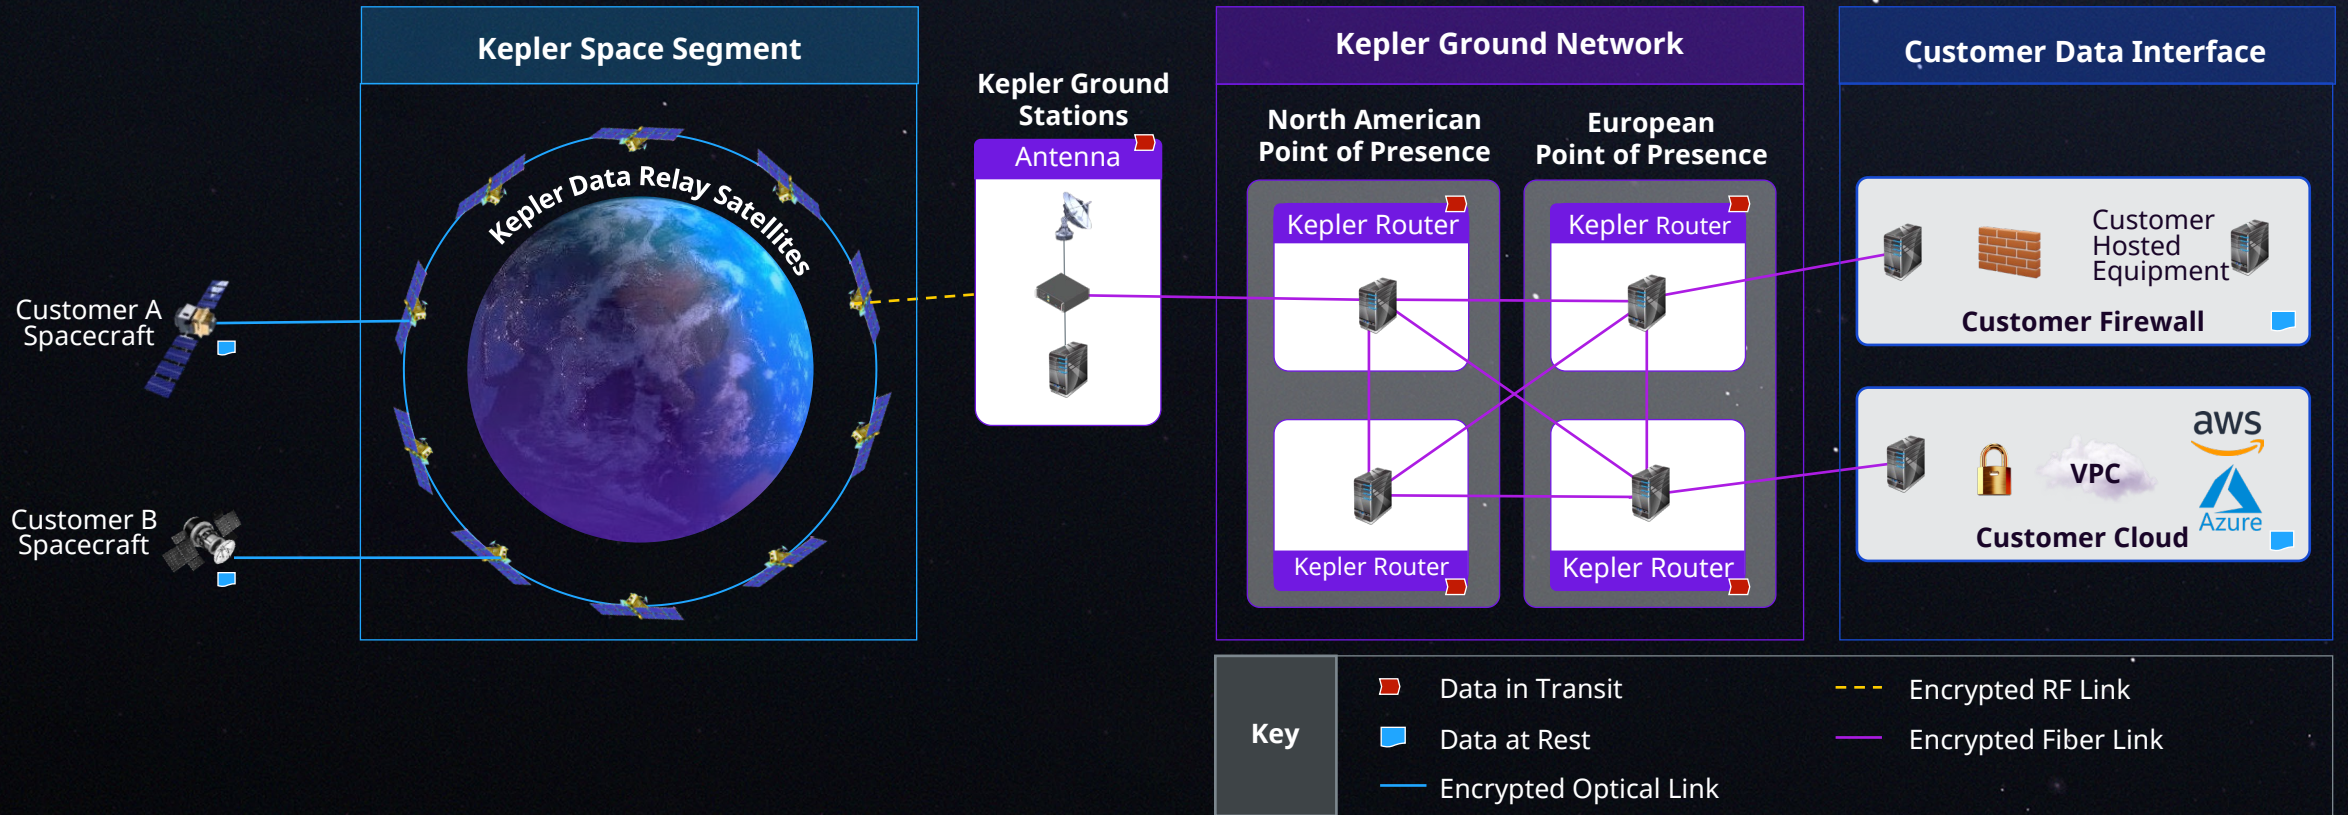 Kepler Space Segment
Kepler Data Relay Satellites
Customer A
Spacecraft
Customer B
Spacecraft
Kepler Ground
Stations
Antenna
Kepler Ground Network
North American
Point of Presence
European
Point of Presence
Kepler Router
Kepler Router
Kepler Router
Kepler Router
Customer Data Interface
Customer
Hosted
Equipment
Customer Firewall
aws
VPC
Azure
Customer Cloud
Key
Data in Transit
Data at Rest
Encrypted Optical Link
Encrypted RF Link
Encrypted Fiber Link